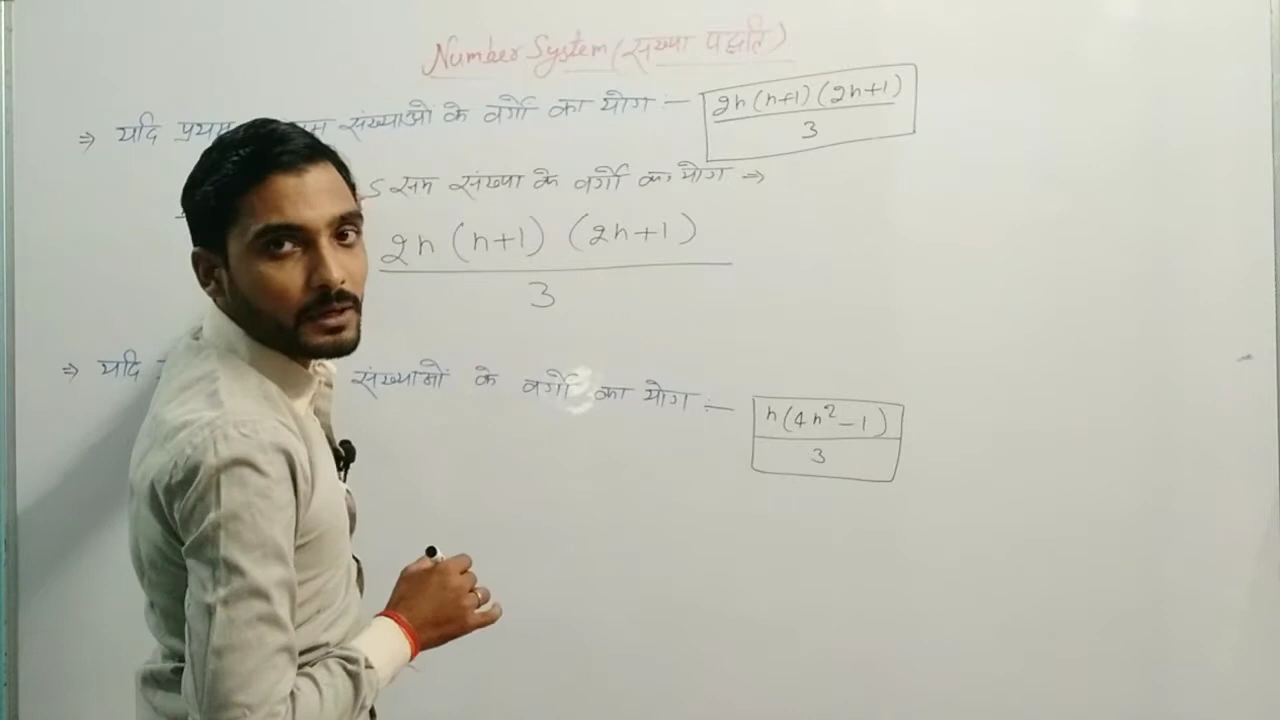 Number System (संख्या पद्धति)
⇒ यदि प्रथम संख्याओं के वर्गों का योग :- 2n(n+1)(2n+1)/3
सम संख्या के वर्गों का योग ⇒
2n (n+1) (2n+1)
3
⇒ यदि संख्याओं के वर्गों का योग :- n(4n²-1)/3